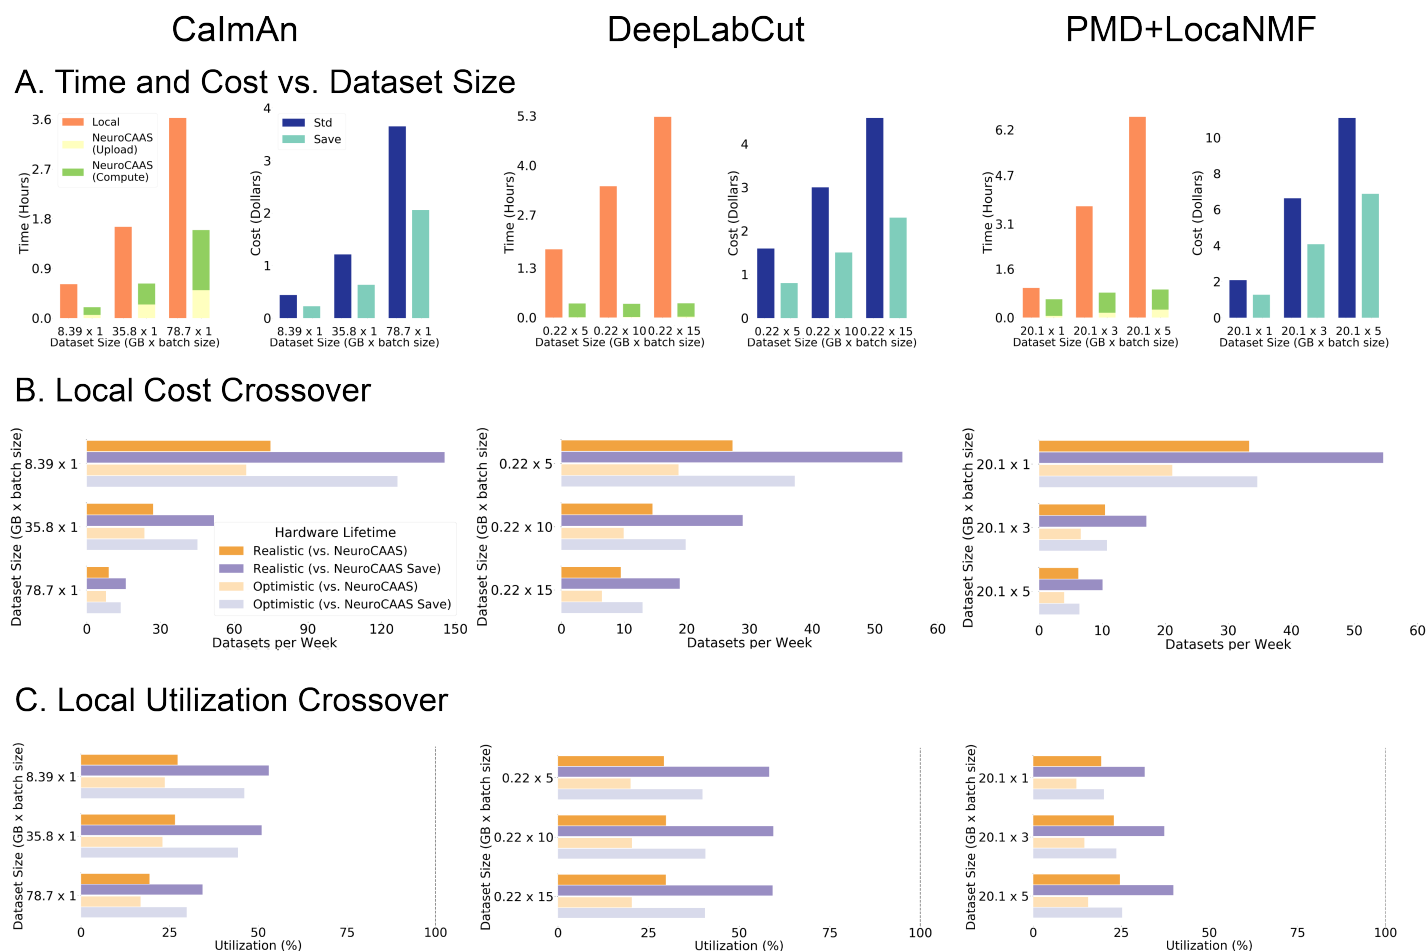 CaImAn
DeepLabCut
PMD+LocaNMF
A. Time and Cost vs. Dataset Size
Time (Hours)
3.6
2.7
1.8
0.9
0.0
Local
NeuroCAAS
(Upload)
NeuroCAAS
(Compute)
8.39 x 1
35.8 x 1
78.7 x 1
Dataset Size (GB x batch size)
Cost (Dollars)
4
3
2
1
0
Std
Save
8.39 x 1
35.8 x 1
78.7 x 1
Dataset Size (GB x batch size)
Time (Hours)
5.3
4.0
2.7
1.3
0.0
0.22 x 5
0.22 x 10
0.22 x 15
Dataset Size (GB x batch size)
Cost (Dollars)
4
3
2
1
0
0.22 x 5
0.22 x 10
0.22 x 15
Dataset Size (GB x batch size)
Time (Hours)
6.2
4.7
3.1
1.6
0.0
20.1 x 1
20.1 x 3
20.1 x 5
Dataset Size (GB x batch size)
Cost (Dollars)
10
8
6
4
2
0
20.1 x 1
20.1 x 3
20.1 x 5
Dataset Size (GB x batch size)
B. Local Cost Crossover
Dataset Size (GB x batch size)
8.39 x 1
35.8 x 1
78.7 x 1
Hardware Lifetime
Realistic (vs. NeuroCAAS)
Realistic (vs. NeuroCAAS Save)
Optimistic (vs. NeuroCAAS)
Optimistic (vs. NeuroCAAS Save)
0 30 60 90 120 150
Datasets per Week
Dataset Size (GB x batch size)
0.22 x 5
0.22 x 10
0.22 x 15
0 10 20 30 40 50 60
Datasets per Week
Dataset Size (GB x batch size)
20.1 x 1
20.1 x 3
20.1 x 5
0 10 20 30 40 50 60
Datasets per Week
C. Local Utilization Crossover
Dataset Size (GB x batch size)
8.39 x 1
35.8 x 1
78.7 x 1
0 25 50 75 100
Utilization (%)
Dataset Size (GB x batch size)
0.22 x 5
0.22 x 10
0.22 x 15
0 25 50 75 100
Utilization (%)
Dataset Size (GB x batch size)
20.1 x 1
20.1 x 3
20.1 x 5
0 25 50 75 100
Utilization (%)